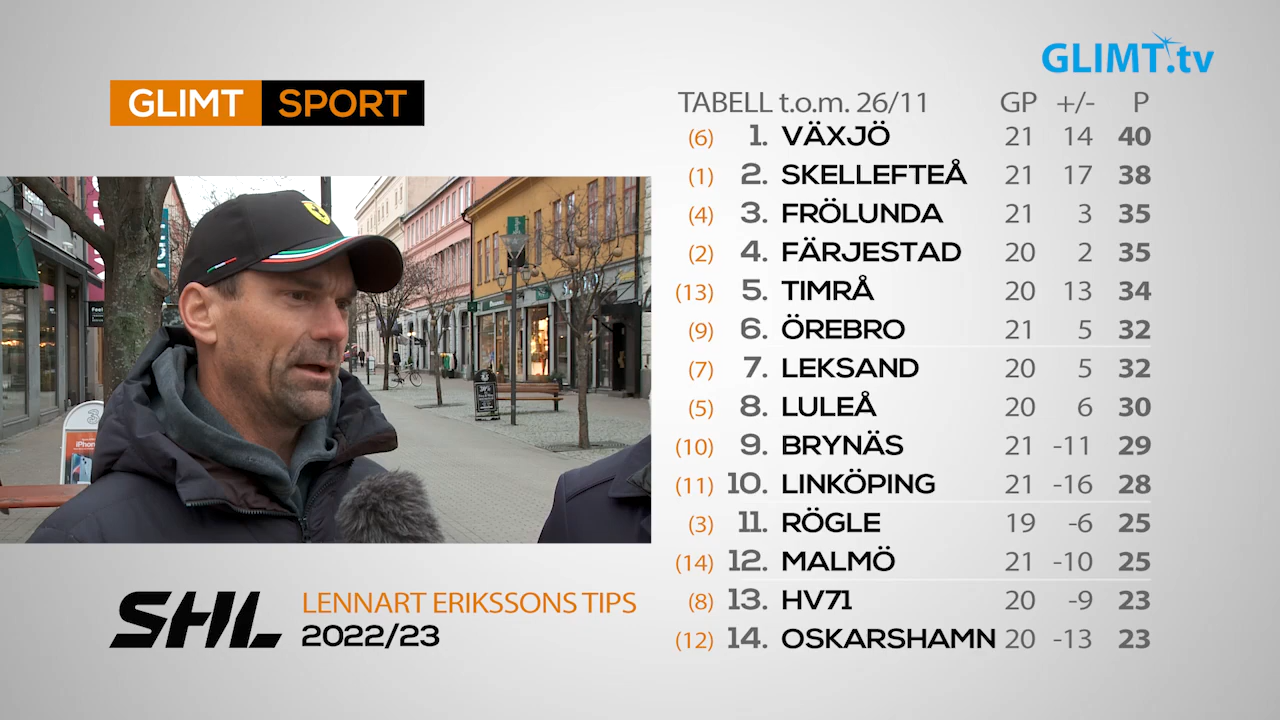 GLIMT.tv
GLIMT SPORT
TABELL t.o.m. 26/11 GP +/- P
(6) 1. VÄXJÖ 21 14 40
(1) 2. SKELLEFTEÅ 21 17 38
(4) 3. FRÖLUNDA 21 3 35
(2) 4. FÄRJESTAD 20 2 35
(13) 5. TIMRÅ 20 13 34
(9) 6. ÖREBRO 21 5 32
(7) 7. LEKSAND 20 5 32
(5) 8. LULEÅ 20 6 30
(10) 9. BRYNÄS 21 -11 29
(11) 10. LINKÖPING 21 -16 28
(3) 11. RÖGLE 19 -6 25
(14) 12. MALMÖ 21 -10 25
(8) 13. HV71 20 -9 23
(12) 14. OSKARSHAMN 20 -13 23
3
iPhone
SHL
LENNART ERIKSSONS TIPS
2022/23